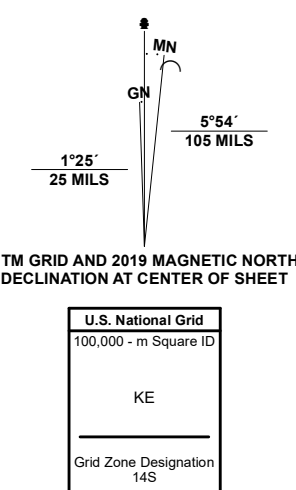 MN
GN
5°54´
105 MILS
1°25´
25 MILS
TM GRID AND 2019 MAGNETIC NORTH
DECLINATION AT CENTER OF SHEET
U.S. National Grid
100,000 - m Square ID
KE
Grid Zone Designation
14S